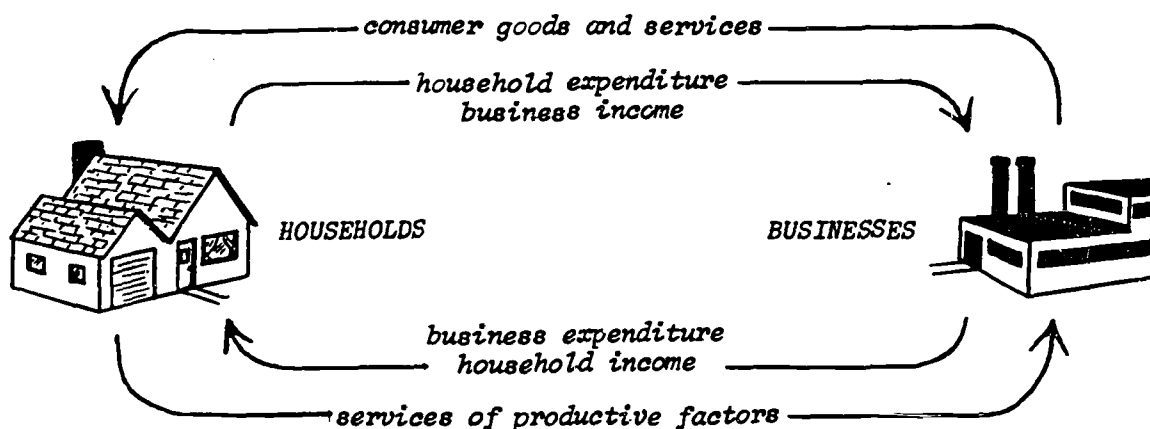 consumer goods and services
household expenditure
business income
HOUSEHOLDS
BUSINESSES
business expenditure
household income
services of productive factors